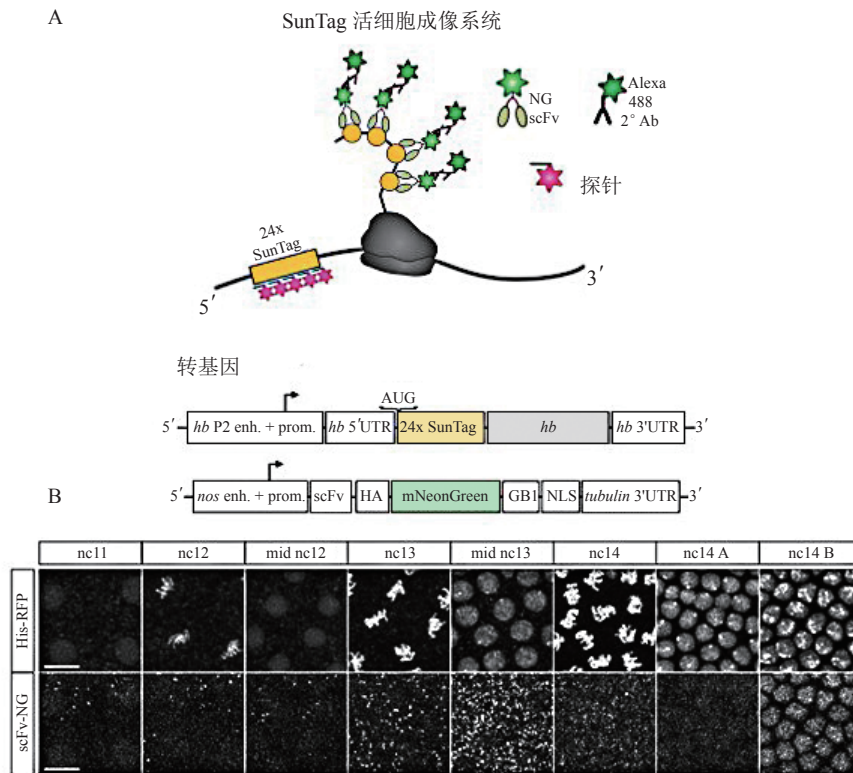 A
SunTag 活细胞成像系统
NG
scFv
Alexa
488
2° Ab
探针
24x
SunTag
5′
3′
转基因
AUG
5′ hb P2 enh. + prom. hb 5′UTR 24x SunTag hb hb 3'UTR 3′
5′ nos enh. + prom. scFv HA mNeonGreen GB1 NLS tubulin 3'UTR 3′
B
nc11 nc12 mid nc12 nc13 mid nc13 nc14 nc14 A nc14 B
His-RFP
scFv-NG